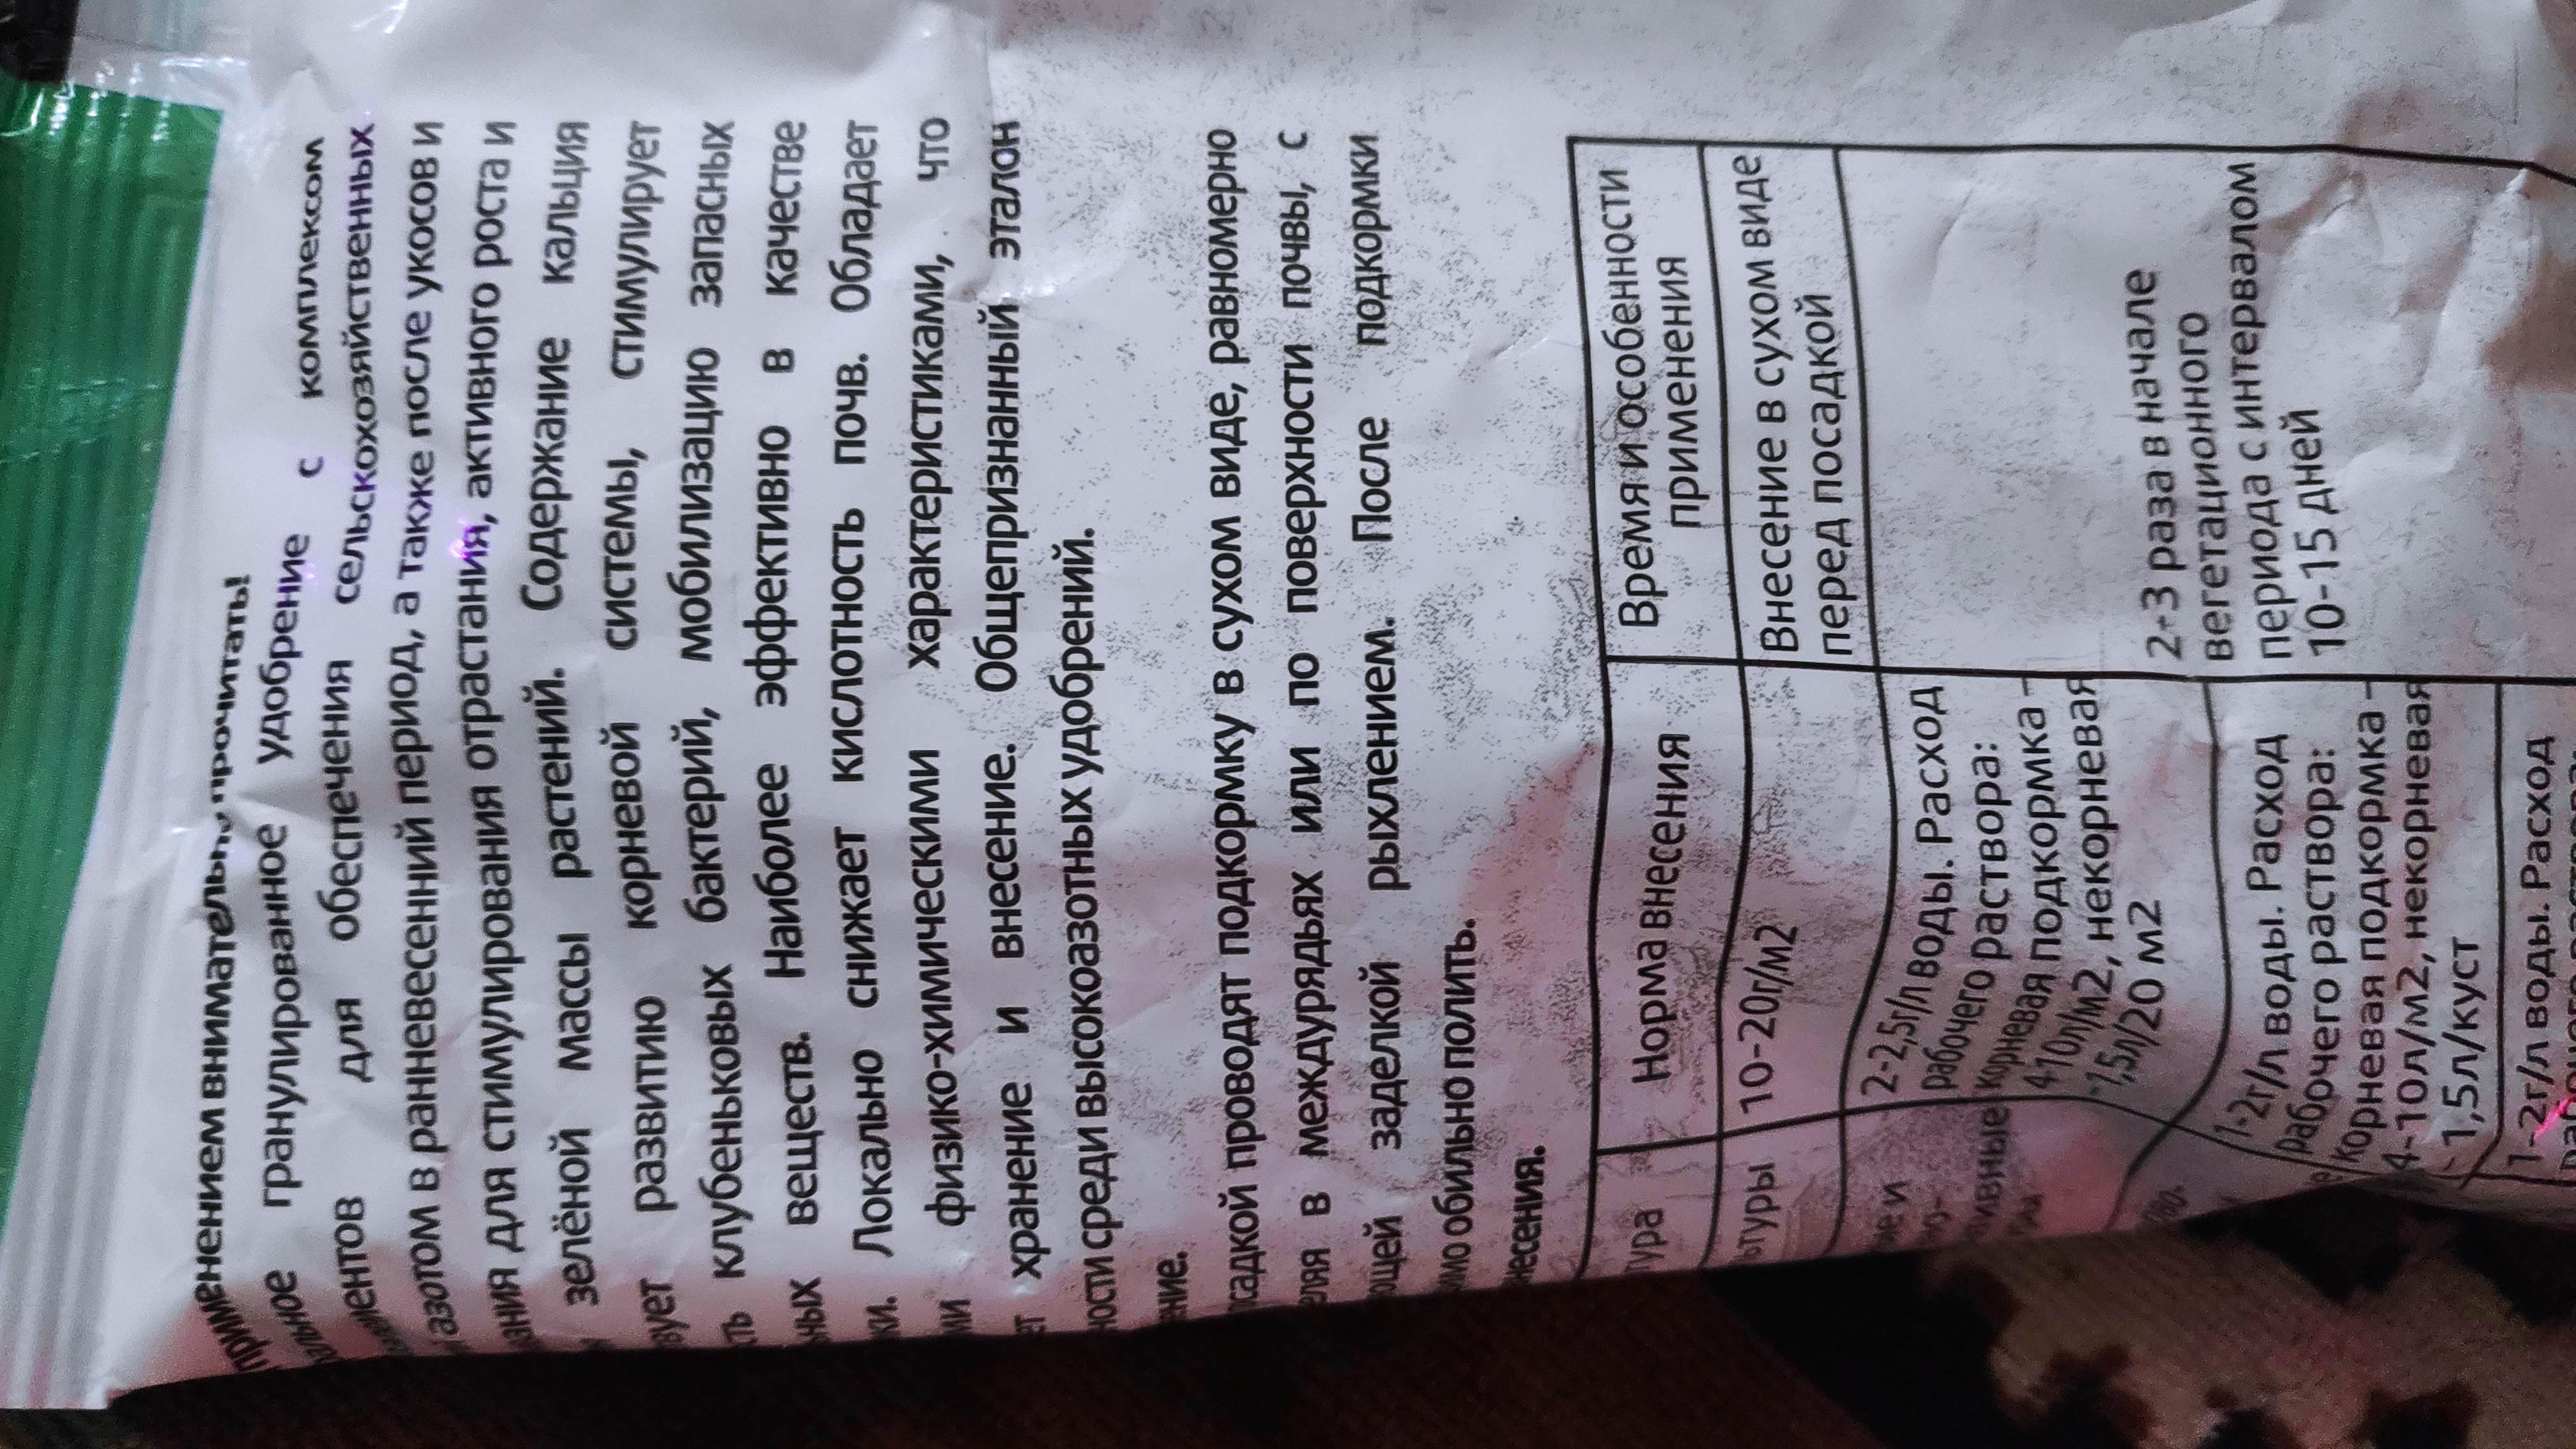 применением внимательно прочитать!
гранулированное удобрение с комплексом
для обеспечения сельскохозяйственных
азотом в ранневесенний период, а также после укосов и
для стимулирования отрастания, активного роста и
зелёной массы растений. Содержание кальция
развитию корневой системы, стимулирует
клубеньковых бактерий, мобилизацию запасных
веществ. Наиболее эффективно в качестве
Локально снижает кислотность почв. Обладает
физико-химическими характеристиками, что
хранение и внесение. Общепризнанный эталон
среди высокоазотных удобрений.
проводят подкормку в сухом виде, равномерно
в междурядьях или по поверхности почвы, с
заделкой рыхлением. После подкормки
обильно полить.
Норма внесения
Время и особенности
применения
10-20г/м2
Внесение в сухом виде
перед посадкой
2-2,5г/л воды. Расход
рабочего раствора:
корневая подкормка -
4-10л/м2, некорневая
-1,5л/20 м2
2-3 раза в начале
вегетационного
периода с интервалом
10-15 дней
1-2г/л воды. Расход
рабочего раствора:
корневая подкормка -
4-10л/м2, некорневая
- 1,5л/куст
1-2г/л воды. Расход